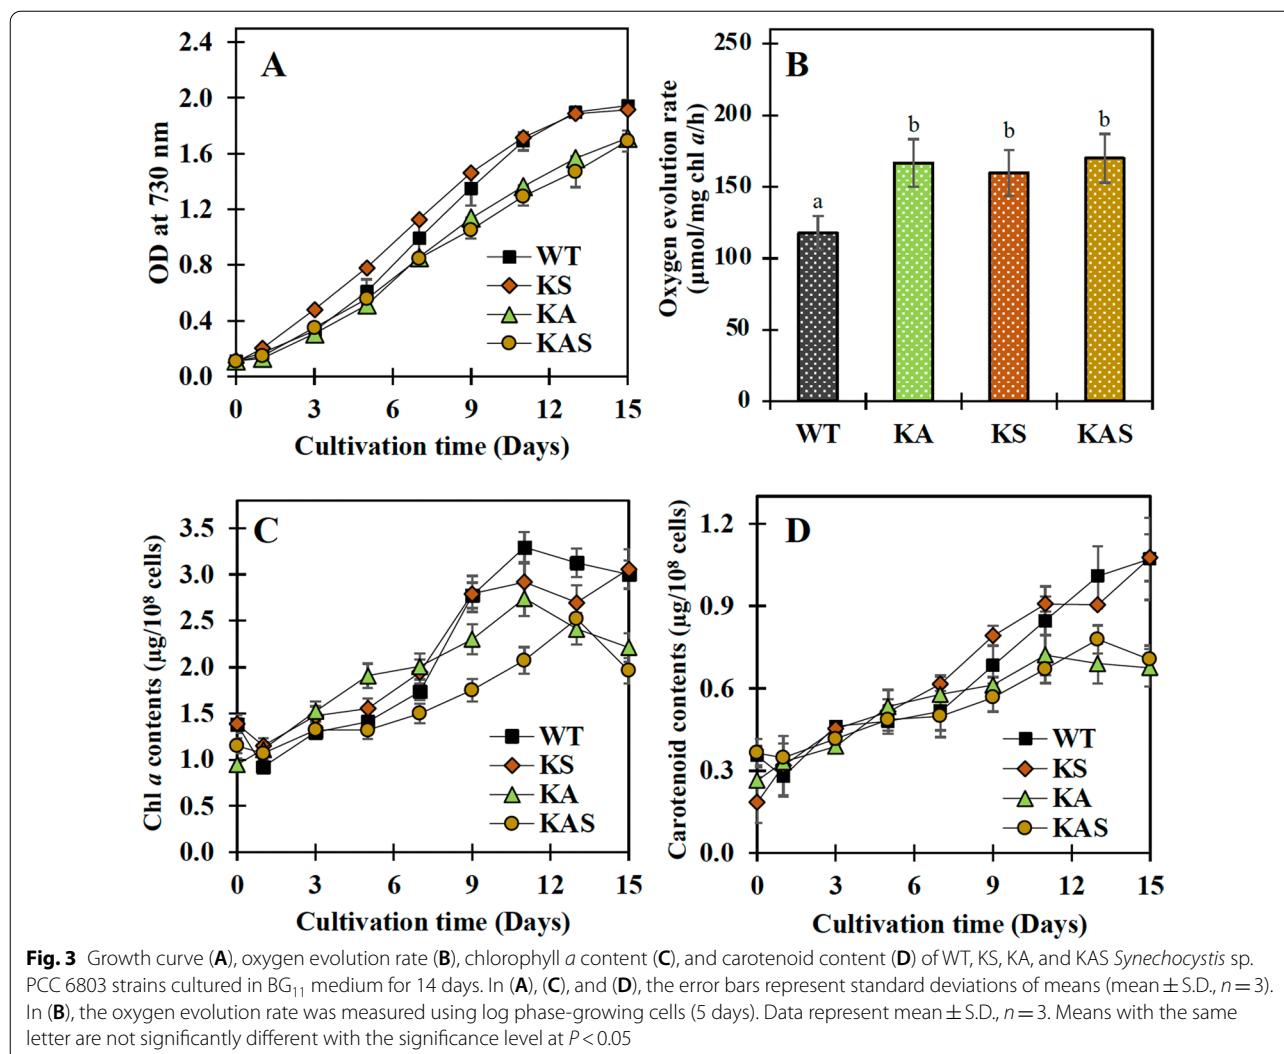 A
2.4
2.0
1.6
1.2
0.8
0.4
0.0
OD at 730 nm
WT
KS
KA
KAS
0 3 6 9 12 15
Cultivation time (Days)
B
250
200
150
100
50
0
Oxygen evolution rate
(μmol/mg chl a/h)
a
b
b
b
WT KA KS KAS
C
3.5
3.0
2.5
2.0
1.5
1.0
0.5
0.0
Chl a contents (μg/10⁸ cells)
WT
KS
KA
KAS
0 3 6 9 12 15
Cultivation time (Days)
D
1.2
0.9
0.6
0.3
0.0
Carotenoid contents (μg/10⁸ cells)
WT
KS
KA
KAS
0 3 6 9 12 15
Cultivation time (Days)
Fig. 3 Growth curve (A), oxygen evolution rate (B), chlorophyll a content (C), and carotenoid content (D) of WT, KS, KA, and KAS Synechocystis sp.
PCC 6803 strains cultured in BG₁₁ medium for 14 days. In (A), (C), and (D), the error bars represent standard deviations of means (mean ± S.D., n = 3).
In (B), the oxygen evolution rate was measured using log phase-growing cells (5 days). Data represent mean ± S.D., n = 3. Means with the same
letter are not significantly different with the significance level at P < 0.05